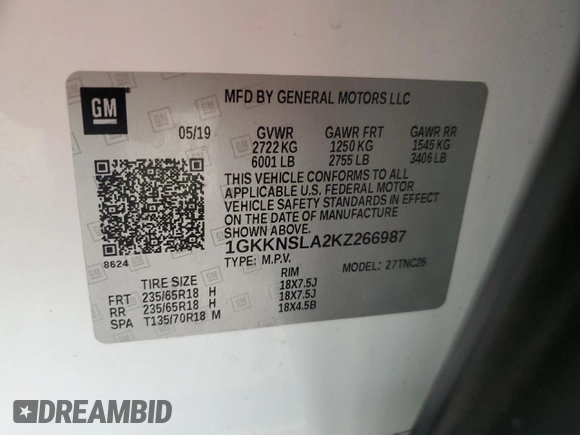 GM
MFD BY GENERAL MOTORS LLC
05/19 GVWR GAWR FRT GAWR RR
2722 KG 1250 KG 1545 KG
6001 LB 2755 LB 3406 LB
THIS VEHICLE CONFORMS TO ALL
APPLICABLE U.S. FEDERAL MOTOR
VEHICLE SAFETY STANDARDS IN EFFECT
ON THE DATE OF MANUFACTURE
SHOWN ABOVE.
1GKKNSLA2KZ266987
8624
TYPE: M.P.V. MODEL: 27TNC26
TIRE SIZE RIM
FRT 235/65R18 H 18X7.5J
RR 235/65R18 H 18X7.5J
SPA T135/70R18 M 18X4.5B
DREAMBID